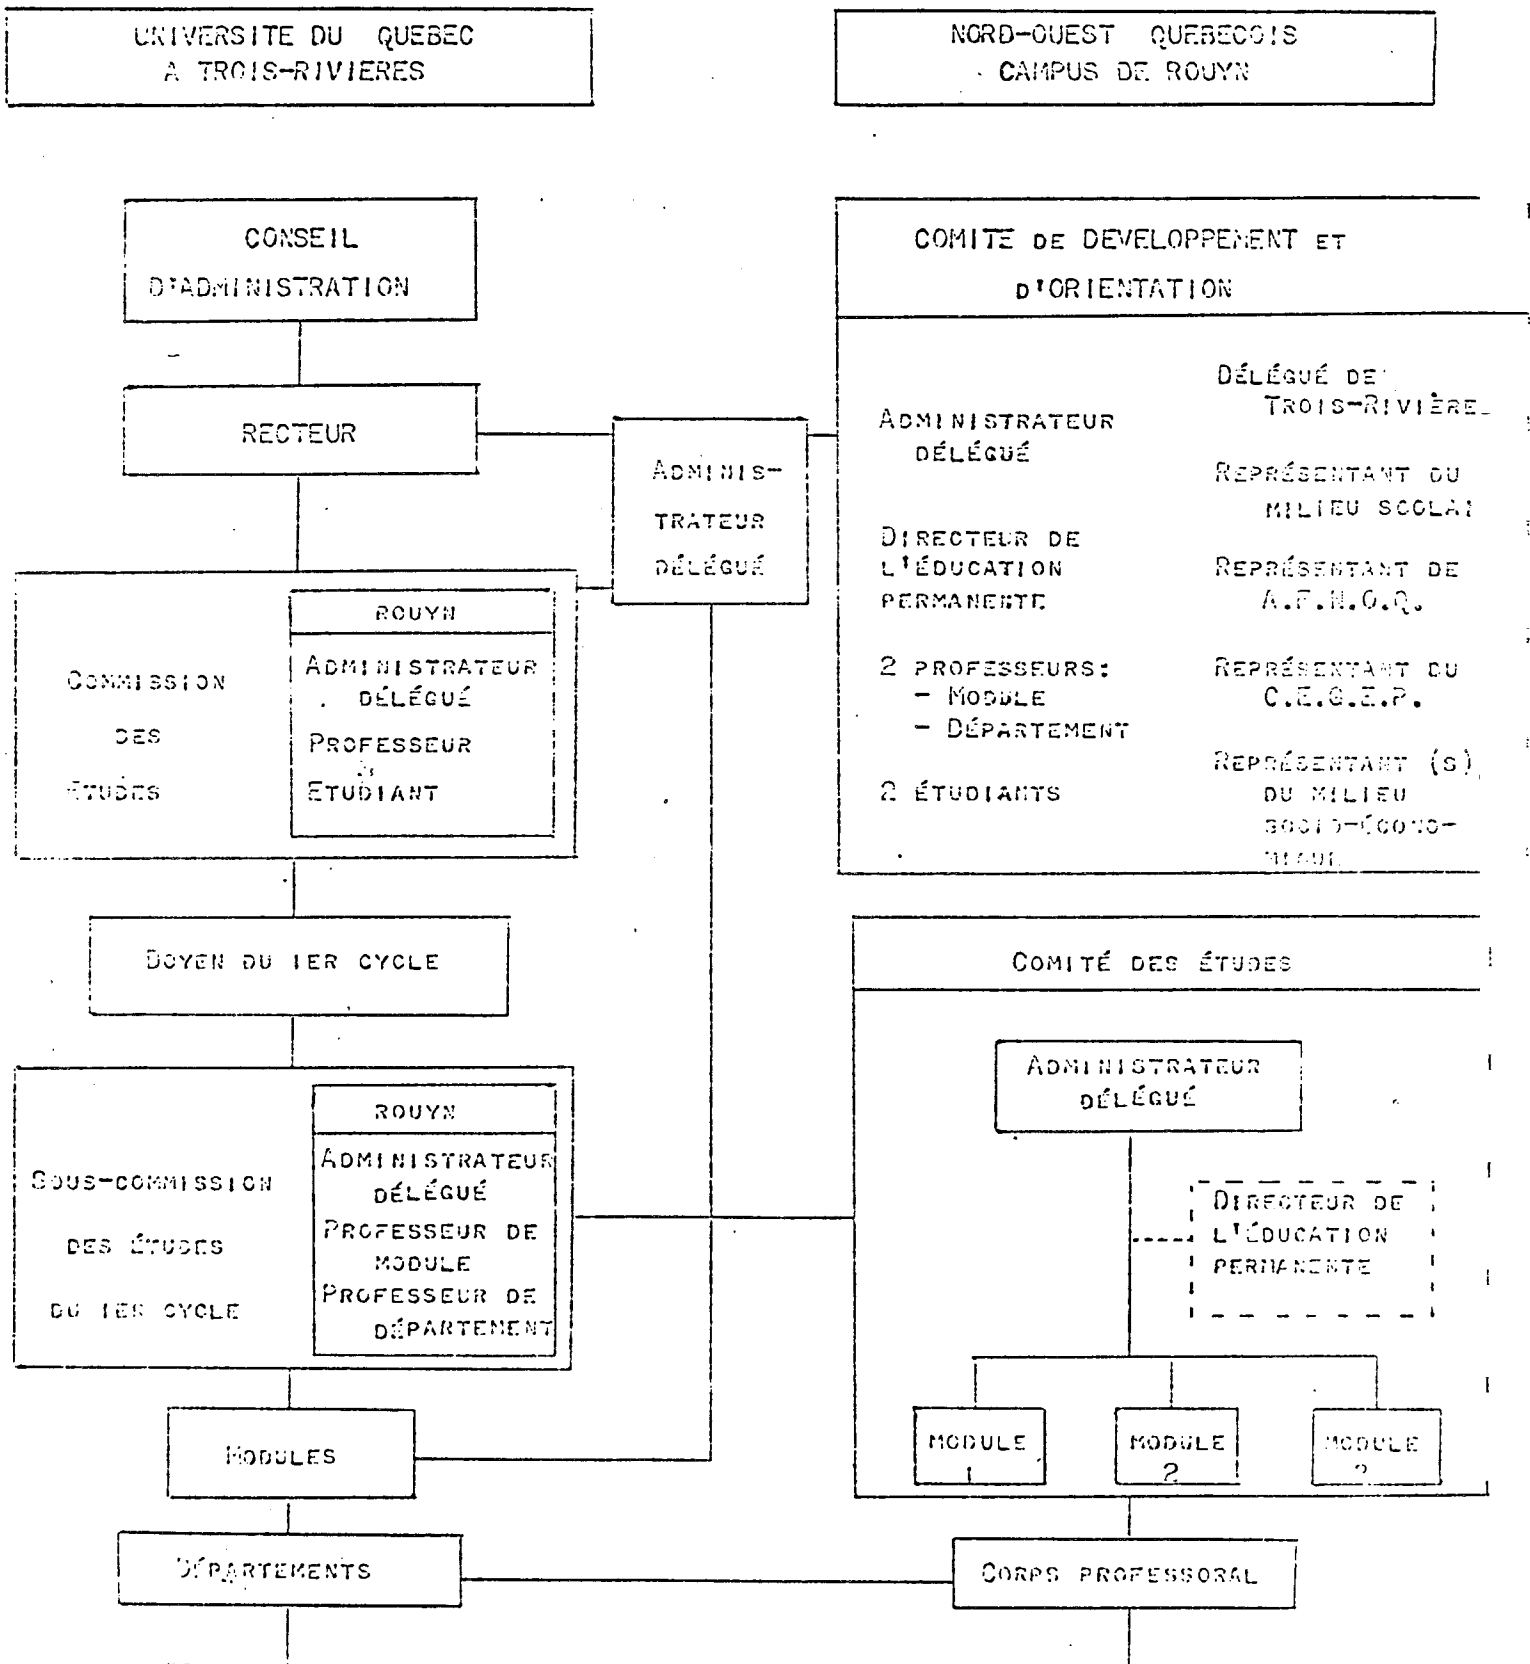 UNIVERSITE DU QUEBEC
A TROIS-RIVIERES
NORD-OUEST QUEBECOIS
CAMPUS DE ROUYN
CONSEIL
D'ADMINISTRATION
RECTEUR
ADMINIS-
TRATEUR
DÉLÉGUÉ
COMMISSION
DES
ÉTUDES
ROUYN
ADMINISTRATEUR
DÉLÉGUÉ
PROFESSEUR
ETUDIANT
DOYEN DU 1ER CYCLE
SOUS-COMMISSION
DES ÉTUDES
DU 1ER CYCLE
ROUYN
ADMINISTRATEUR
DÉLÉGUÉ
PROFESSEUR DE
MODULE
PROFESSEUR DE
DÉPARTEMENT
MODULES
DÉPARTEMENTS
COMITE DE DEVELOPPEMENT ET
D'ORIENTATION
ADMINISTRATEUR
DÉLÉGUÉ
DIRECTEUR DE
L'ÉDUCATION
PERMANENTE
2 PROFESSEURS:
- MODULE
- DÉPARTEMENT
2 ÉTUDIANTS
DÉLÉGUÉ DE
TROIS-RIVIÈRE
REPRÉSENTANT DU
MILIEU SCOLAI
REPRÉSENTANT DE
A.F.N.O.Q.
REPRÉSENTANT DU
C.E.G.E.P.
REPRÉSENTANT (S)
DU MILIEU
SOCIO-ÉCONO-
COMITÉ DES ÉTUDES
ADMINISTRATEUR
DÉLÉGUÉ
DIRECTEUR DE
L'ÉDUCATION
PERMANENTE
MODULE
1
MODULE
2
MODULE
CORPS PROFESSORAL